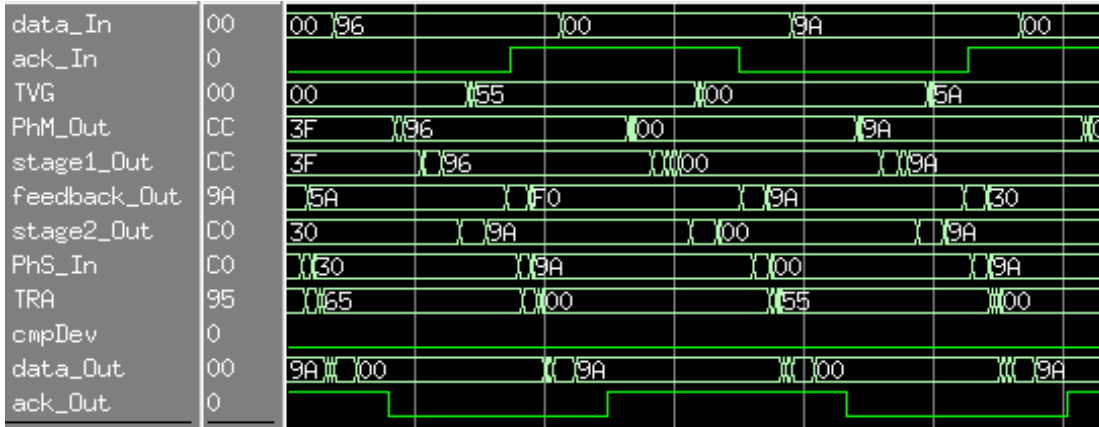 data_In 00 00 96 00 9A 00
ack_In 0
TVG 00 00 55 00 5A
PhM_Out CC 3F 96 00 9A
stage1_Out CC 3F 96 00 9A
feedback_Out 9A 5A F0 9A 30
stage2_Out C0 30 9A 00 9A
PhS_In C0 30 9A 00 9A
TRA 95 65 00 55 00
cmpDev 0
data_Out 00 9A 00 9A 00 9A
ack_Out 0